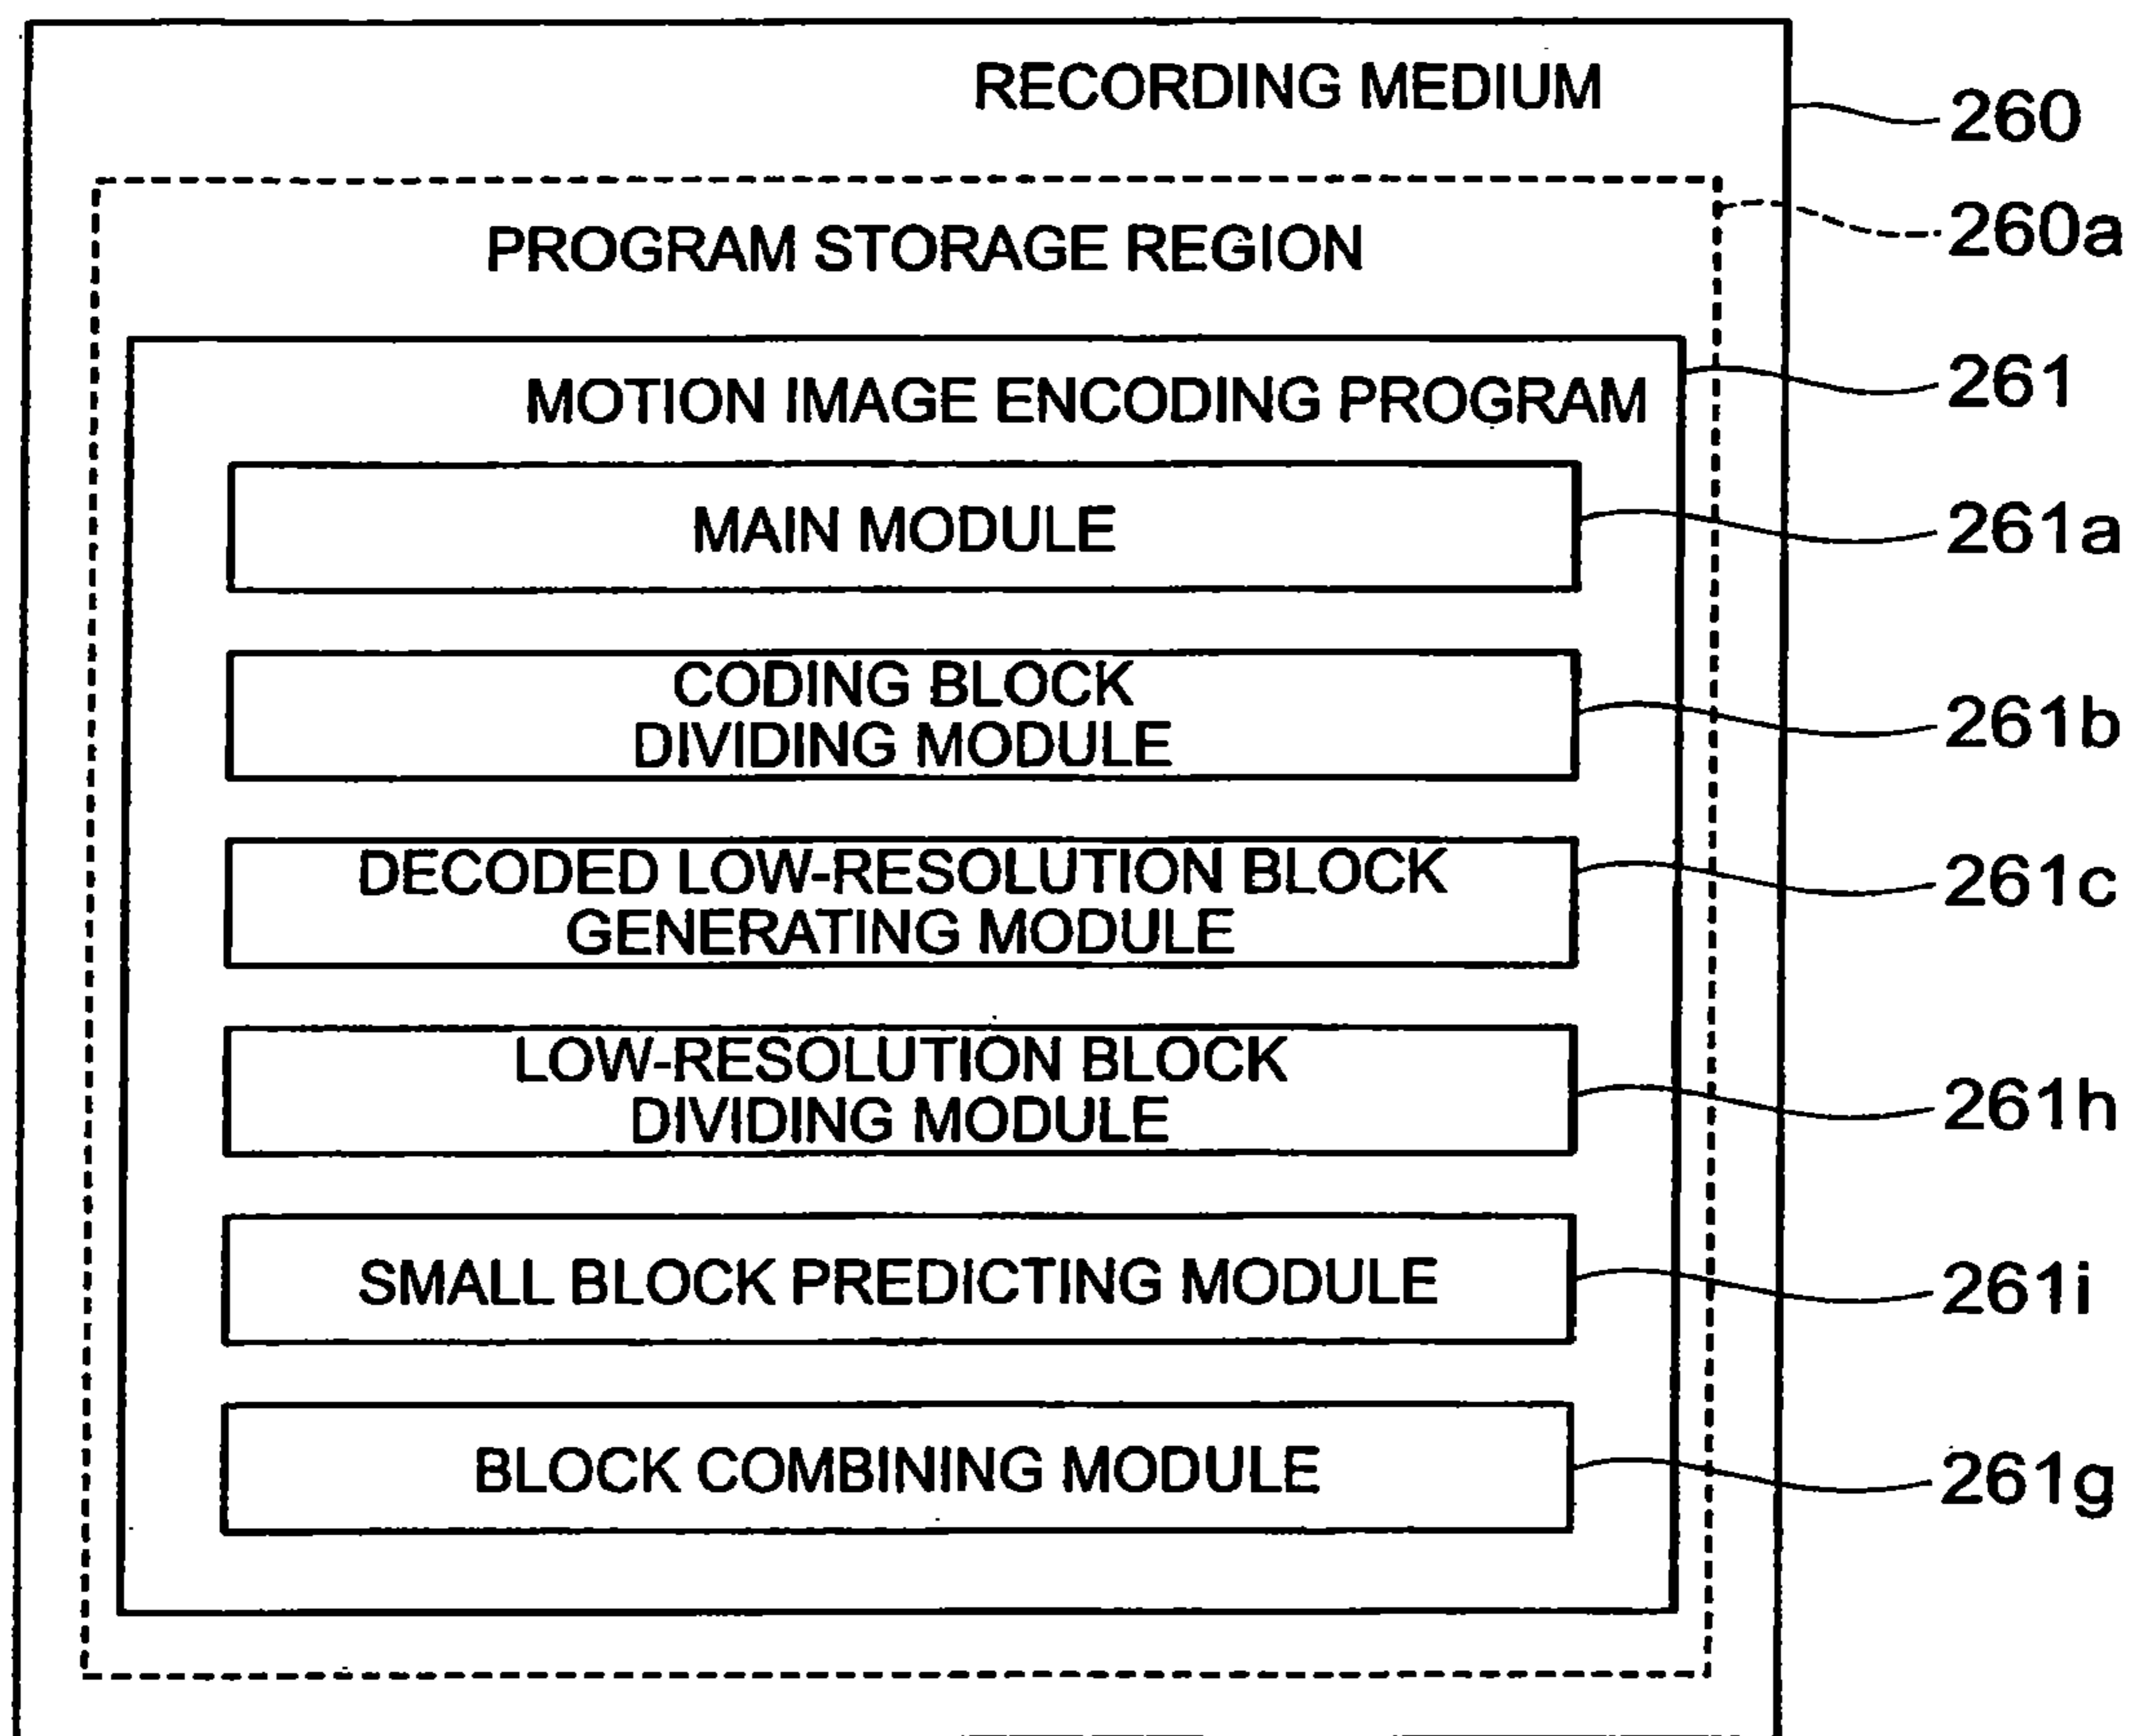 RECORDING MEDIUM
260
PROGRAM STORAGE REGION
260a
MOTION IMAGE ENCODING PROGRAM
261
MAIN MODULE
261a
CODING BLOCK
DIVIDING MODULE
261b
DECODED LOW-RESOLUTION BLOCK
GENERATING MODULE
261c
LOW-RESOLUTION BLOCK
DIVIDING MODULE
261h
SMALL BLOCK PREDICTING MODULE
261i
BLOCK COMBINING MODULE
261g